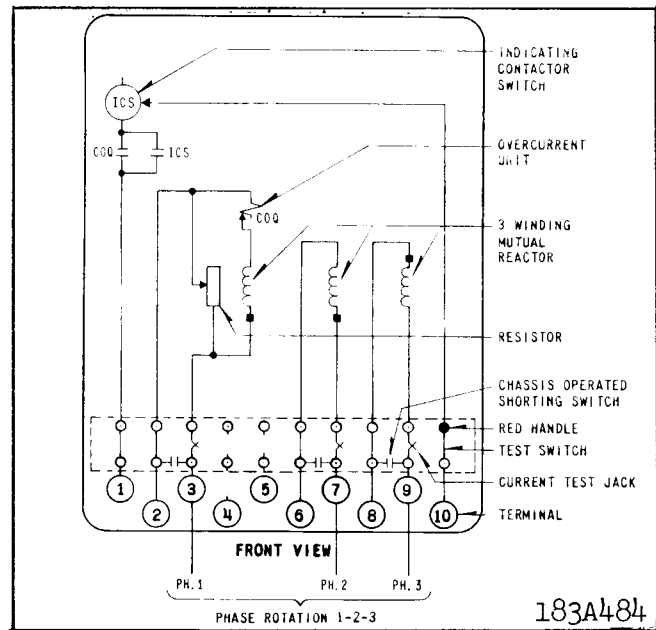 INDICATING
CONTACTOR
SWITCH
ICS
COQ
ICS
OVERCURRENT
UNIT
COQ
3 WINDING
MUTUAL
REACTOR
RESISTOR
CHASSIS OPERATED
SHORTING SWITCH
RED HANDLE
TEST SWITCH
CURRENT TEST JACK
TERMINAL
1
2
3
4
5
6
7
8
9
10
FRONT VIEW
PH.1
PH.2
PH.3
PHASE ROTATION 1-2-3
183A484